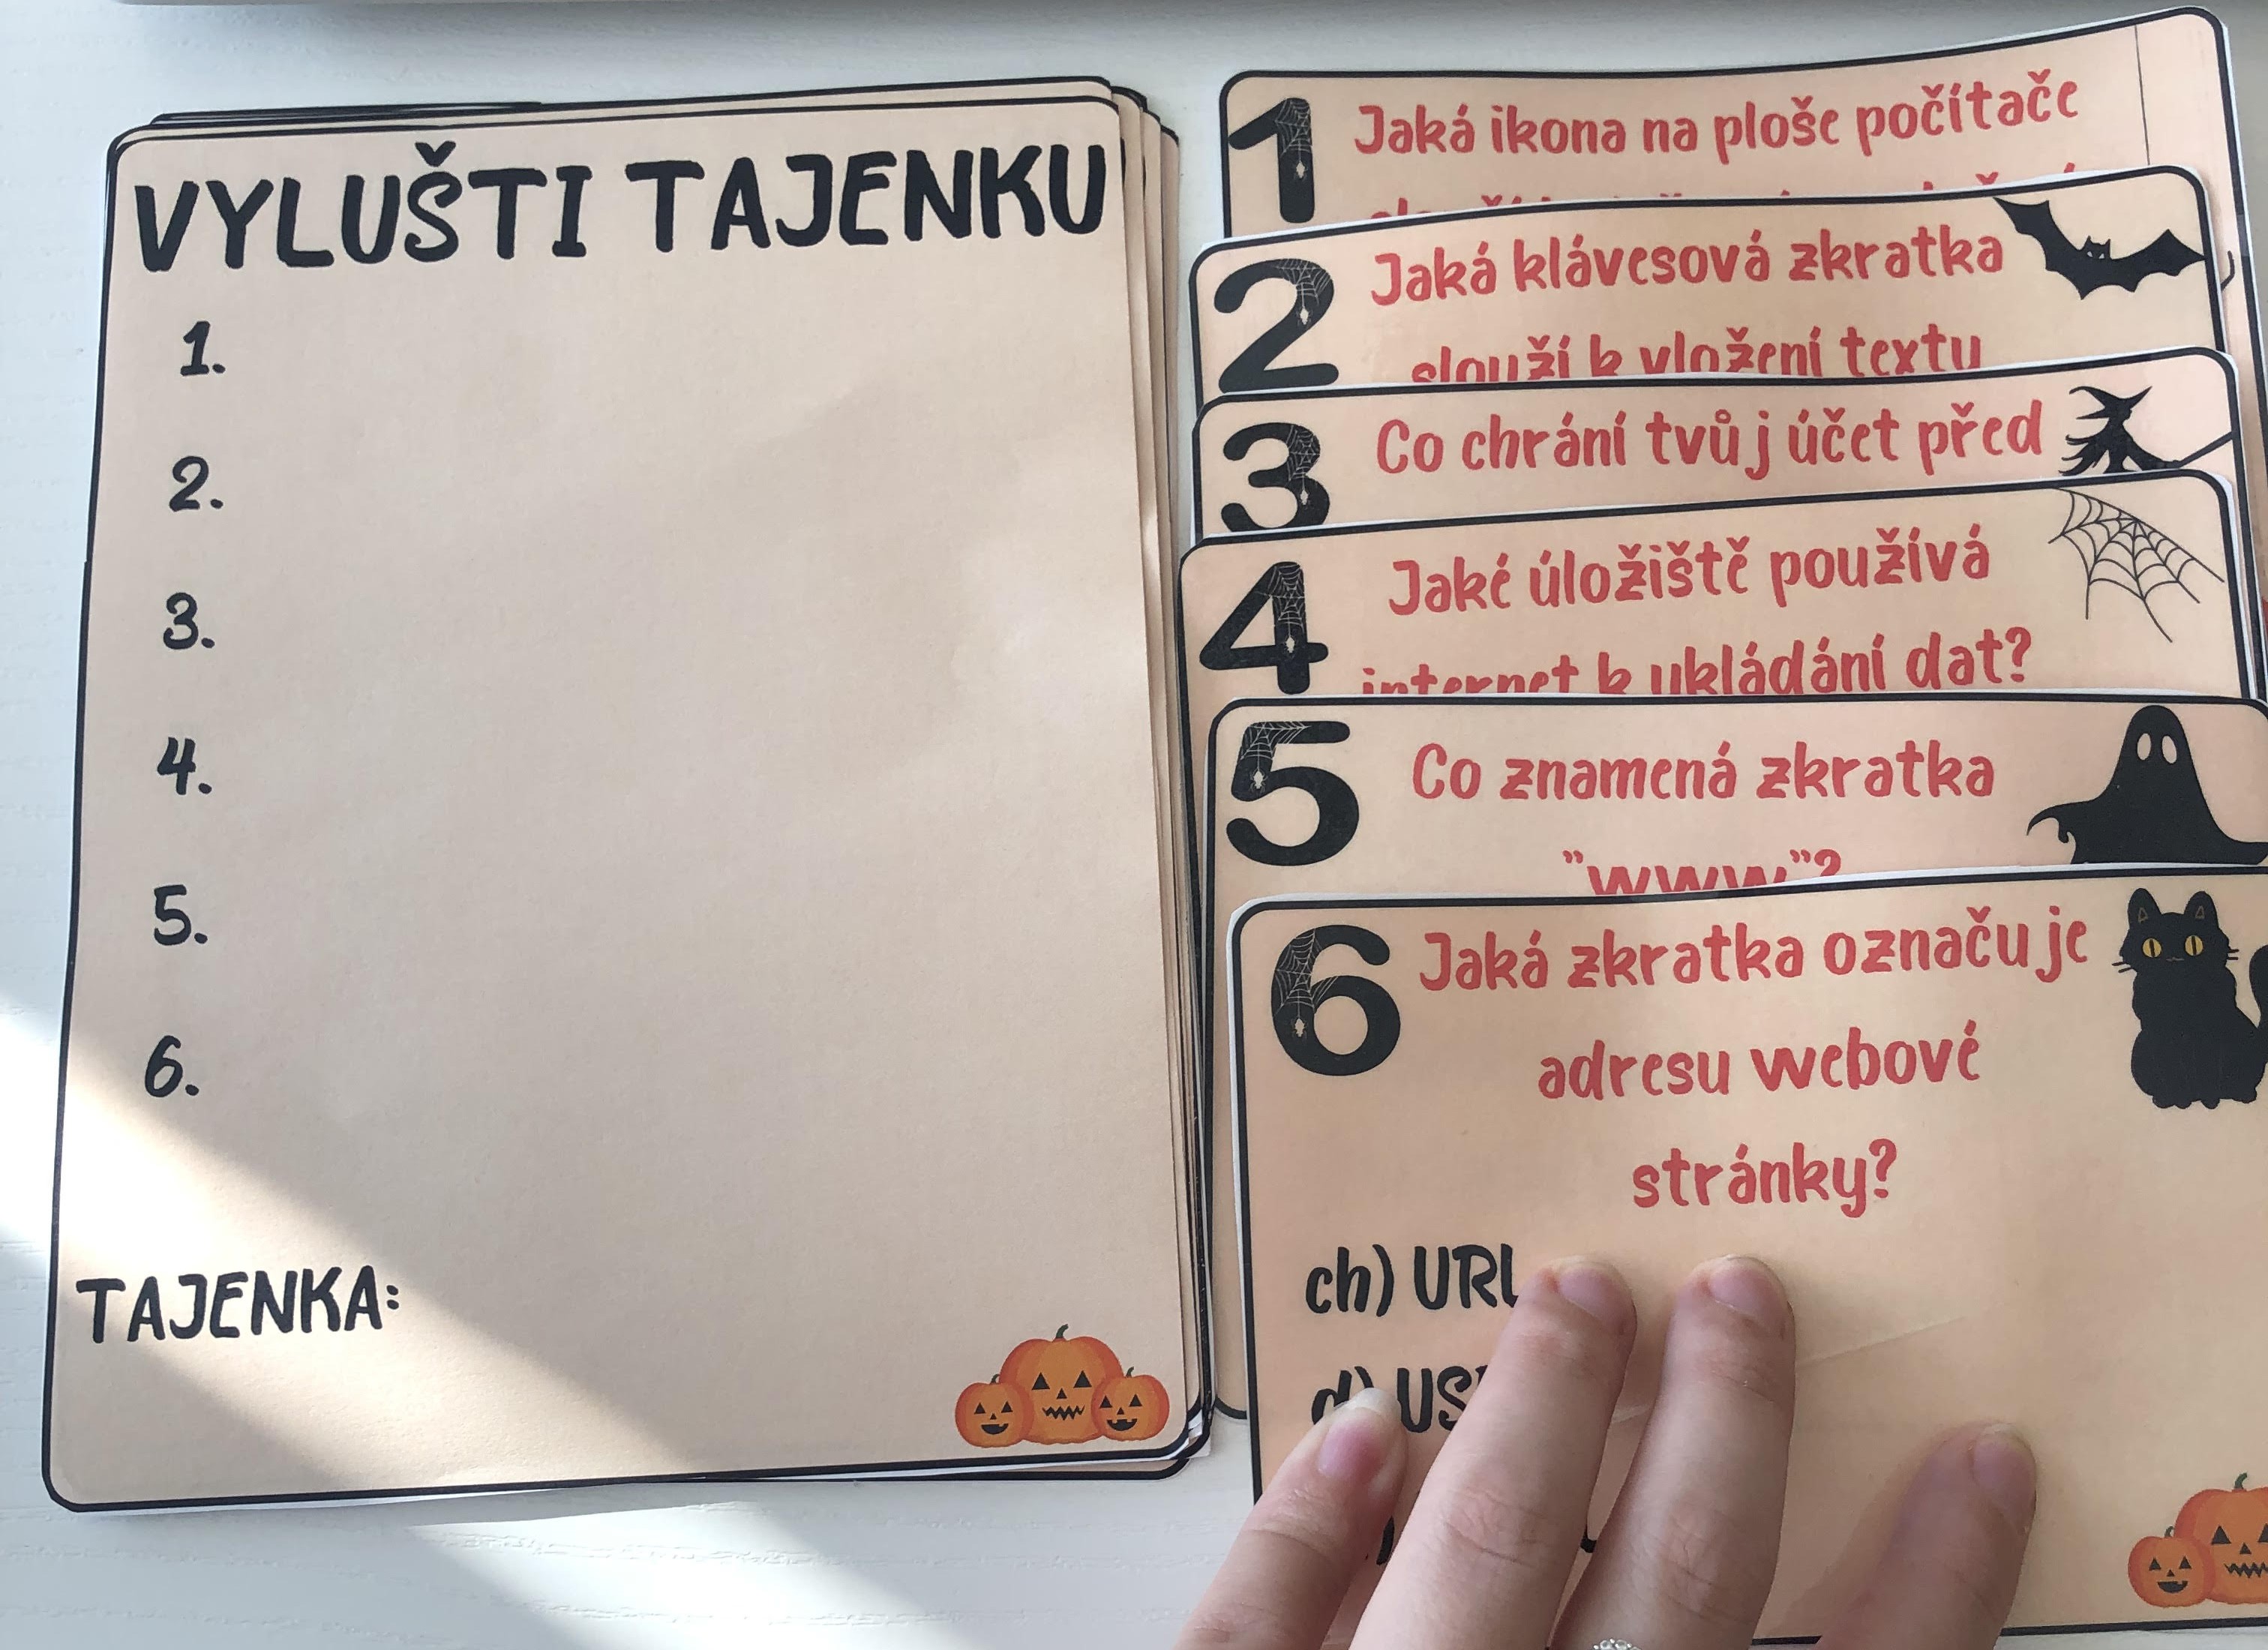 VYLUŠTI TAJENKU
1.
2.
3.
4.
5.
6.
TAJENKA:
1 Jaká ikona na ploše počítače
2 Jaká klávesová zkratka
slouží k vložení textu
3 Co chrání tvůj účet před
4 Jaké úložiště používá
internet k ukládání dat?
5 Co znamená zkratka
"www"?
6 Jaká zkratka označuje
adresu webové
stránky?
ch) URL
d)